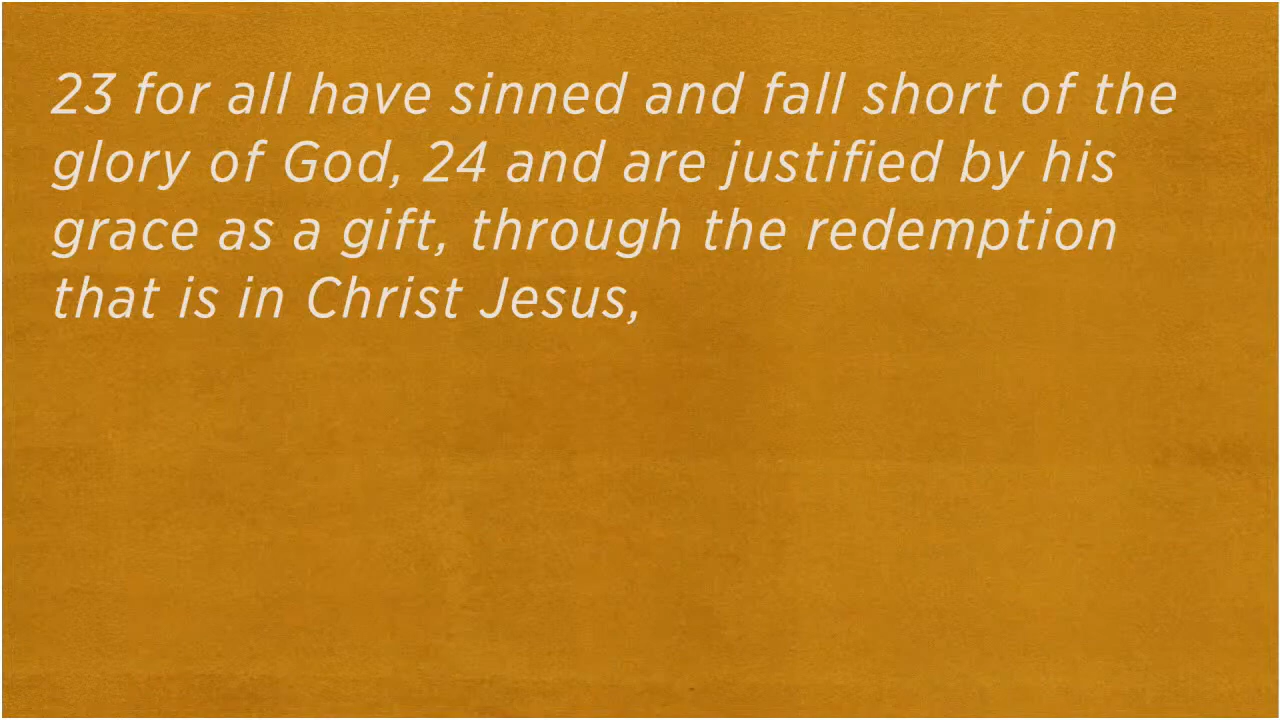 23 for all have sinned and fall short of the
glory of God, 24 and are justified by his
grace as a gift, through the redemption
that is in Christ Jesus,